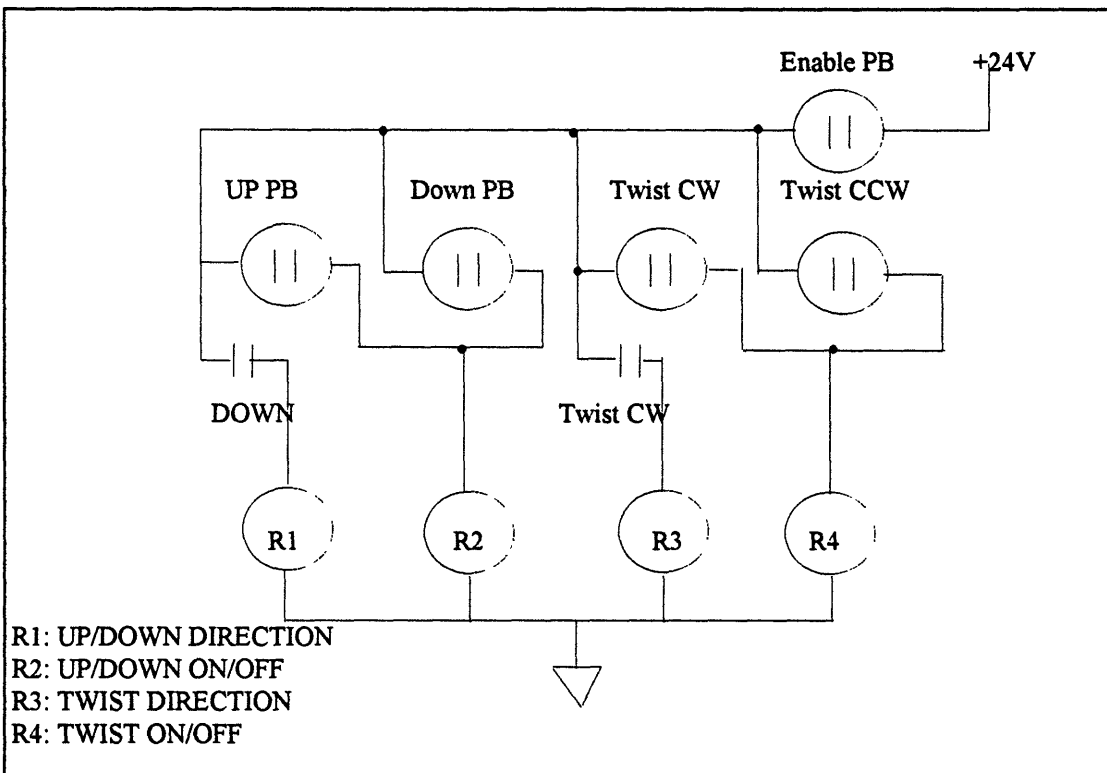 Enable PB
+24V
UP PB
Down PB
Twist CW
Twist CCW
DOWN
Twist CW
R1
R2
R3
R4
R1: UP/DOWN DIRECTION
R2: UP/DOWN ON/OFF
R3: TWIST DIRECTION
R4: TWIST ON/OFF